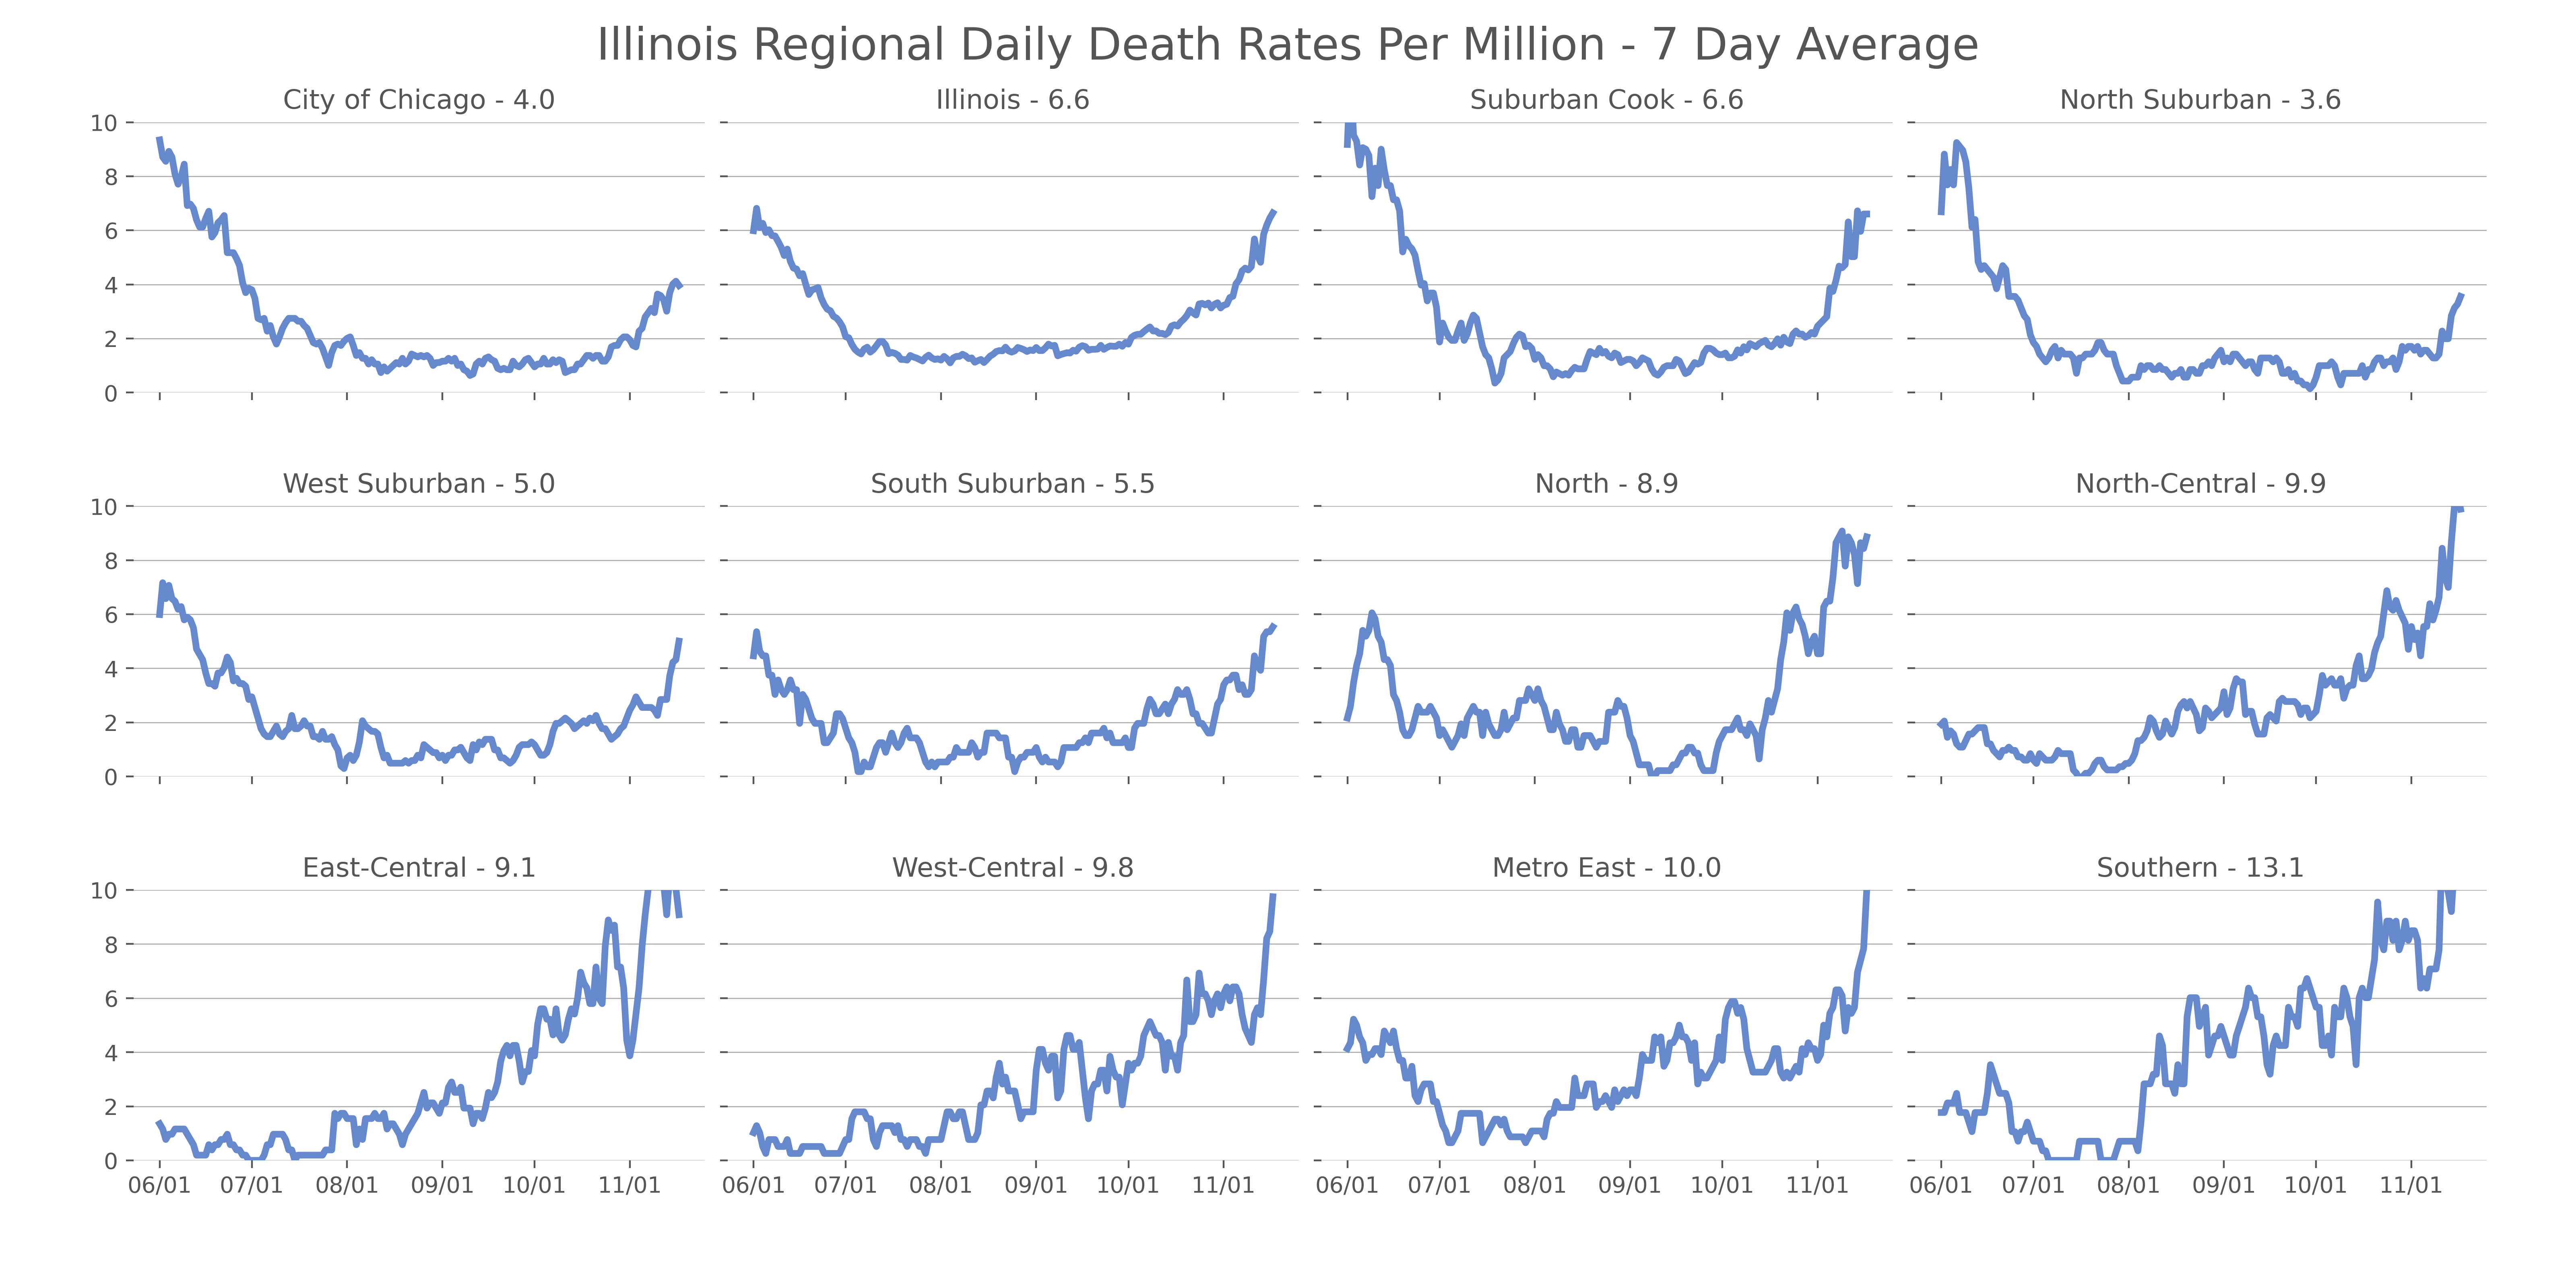 Illinois Regional Daily Death Rates Per Million - 7 Day Average
City of Chicago - 4.0
Illinois - 6.6
Suburban Cook - 6.6
North Suburban - 3.6
10
8
6
4
2
0
West Suburban - 5.0
South Suburban - 5.5
North - 8.9
North-Central - 9.9
10
8
6
4
2
0
East-Central - 9.1
West-Central - 9.8
Metro East - 10.0
Southern - 13.1
10
8
6
4
2
0
06/01 07/01 08/01 09/01 10/01 11/01
06/01 07/01 08/01 09/01 10/01 11/01
06/01 07/01 08/01 09/01 10/01 11/01
06/01 07/01 08/01 09/01 10/01 11/01